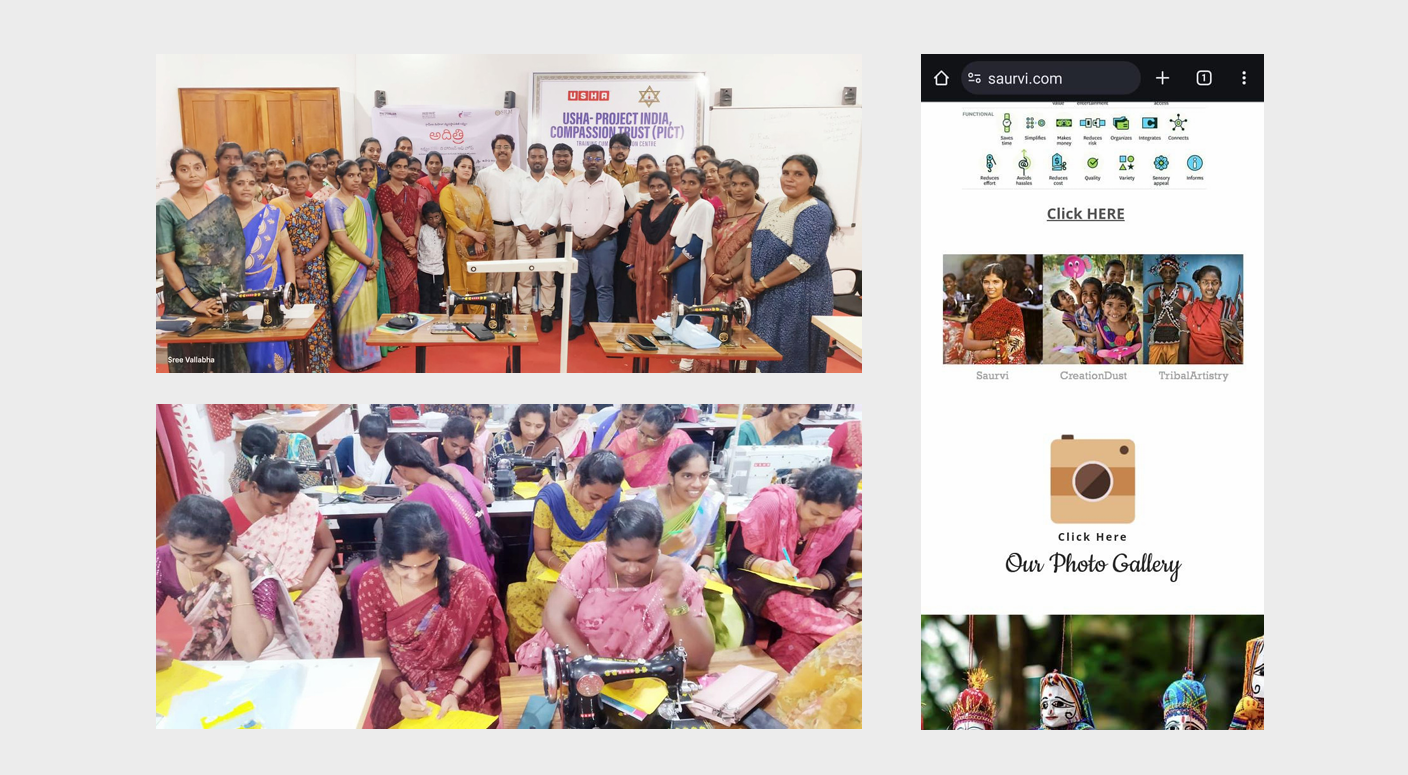 USHA
USHA- PROJECT INDIA,
COMPASSION TRUST (PICT)
అదితి
Sree Vallabha
saurvi.com
1
FUNCTIONAL
Saves
time
Simplifies
Makes
money
Reduces
risk
Organizes
Integrates
Connects
Reduces
effort
Avoids
hassles
Reduces
cost
Quality
Variety
Sensory
appeal
Informs
Click HERE
Saurvi
CreationDust
TribalArtistry
Click Here
Our Photo Gallery